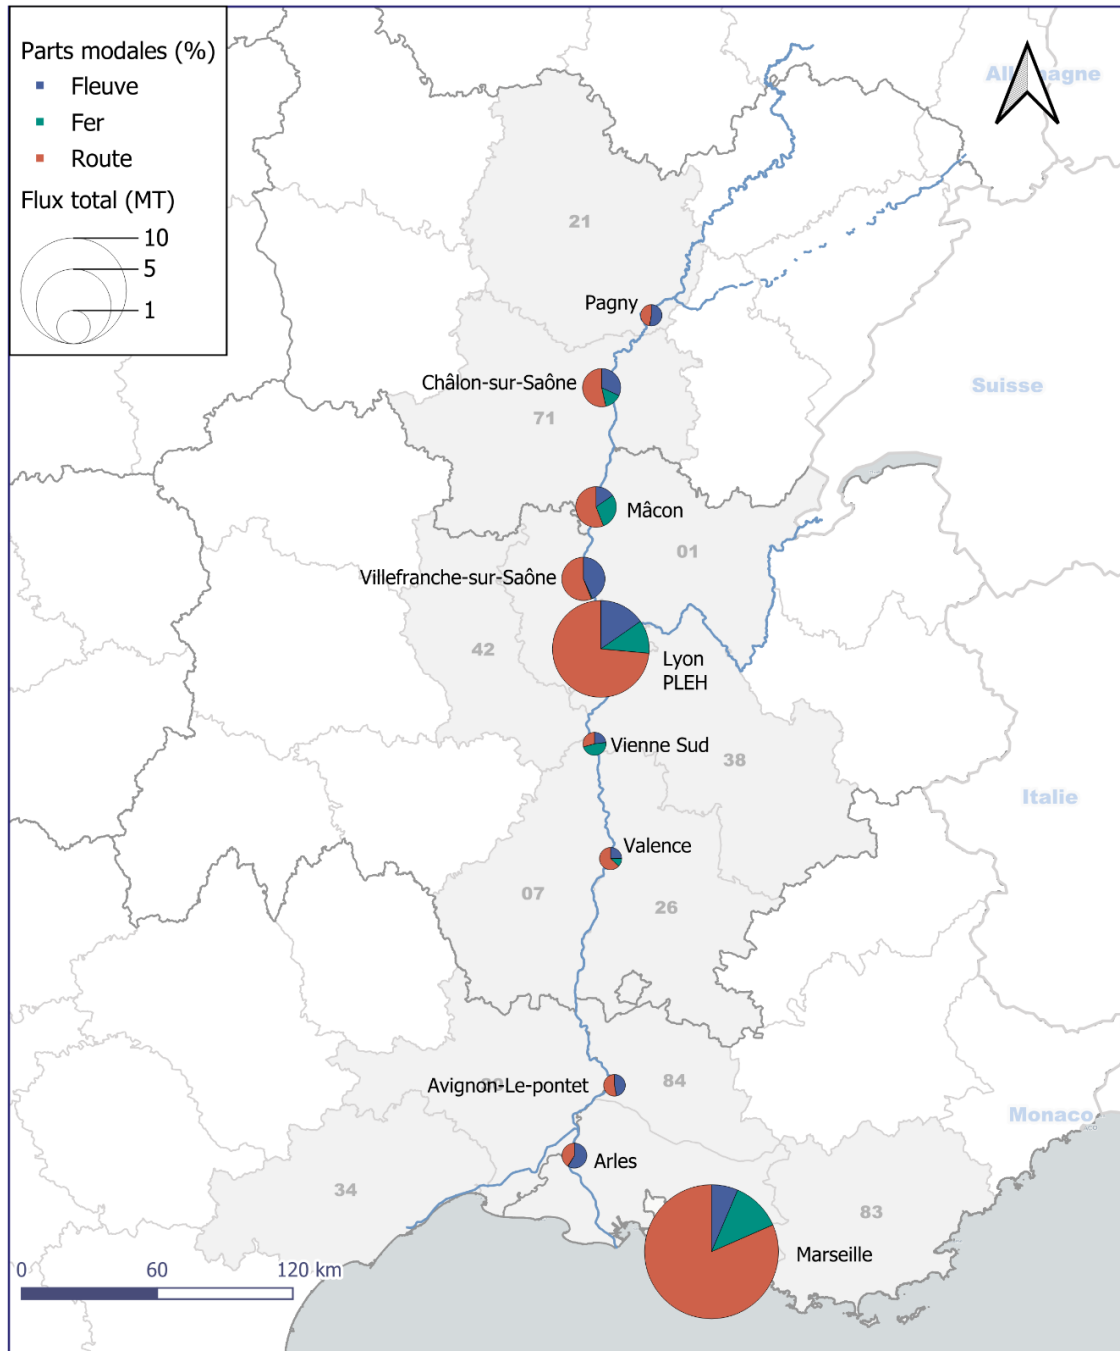 Parts modales (%)
Fleuve
Fer
Route
Flux total (MT)
10
5
1
Allemagne
21
Pagny
Châlon-sur-Saône
Suisse
71
Mâcon
01
Villefranche-sur-Saône
42
Lyon
PLEH
Vienne Sud
38
Italie
Valence
07
26
Avignon-Le-pontet
84
Monaco
Arles
34
83
Marseille
0
60
120 km